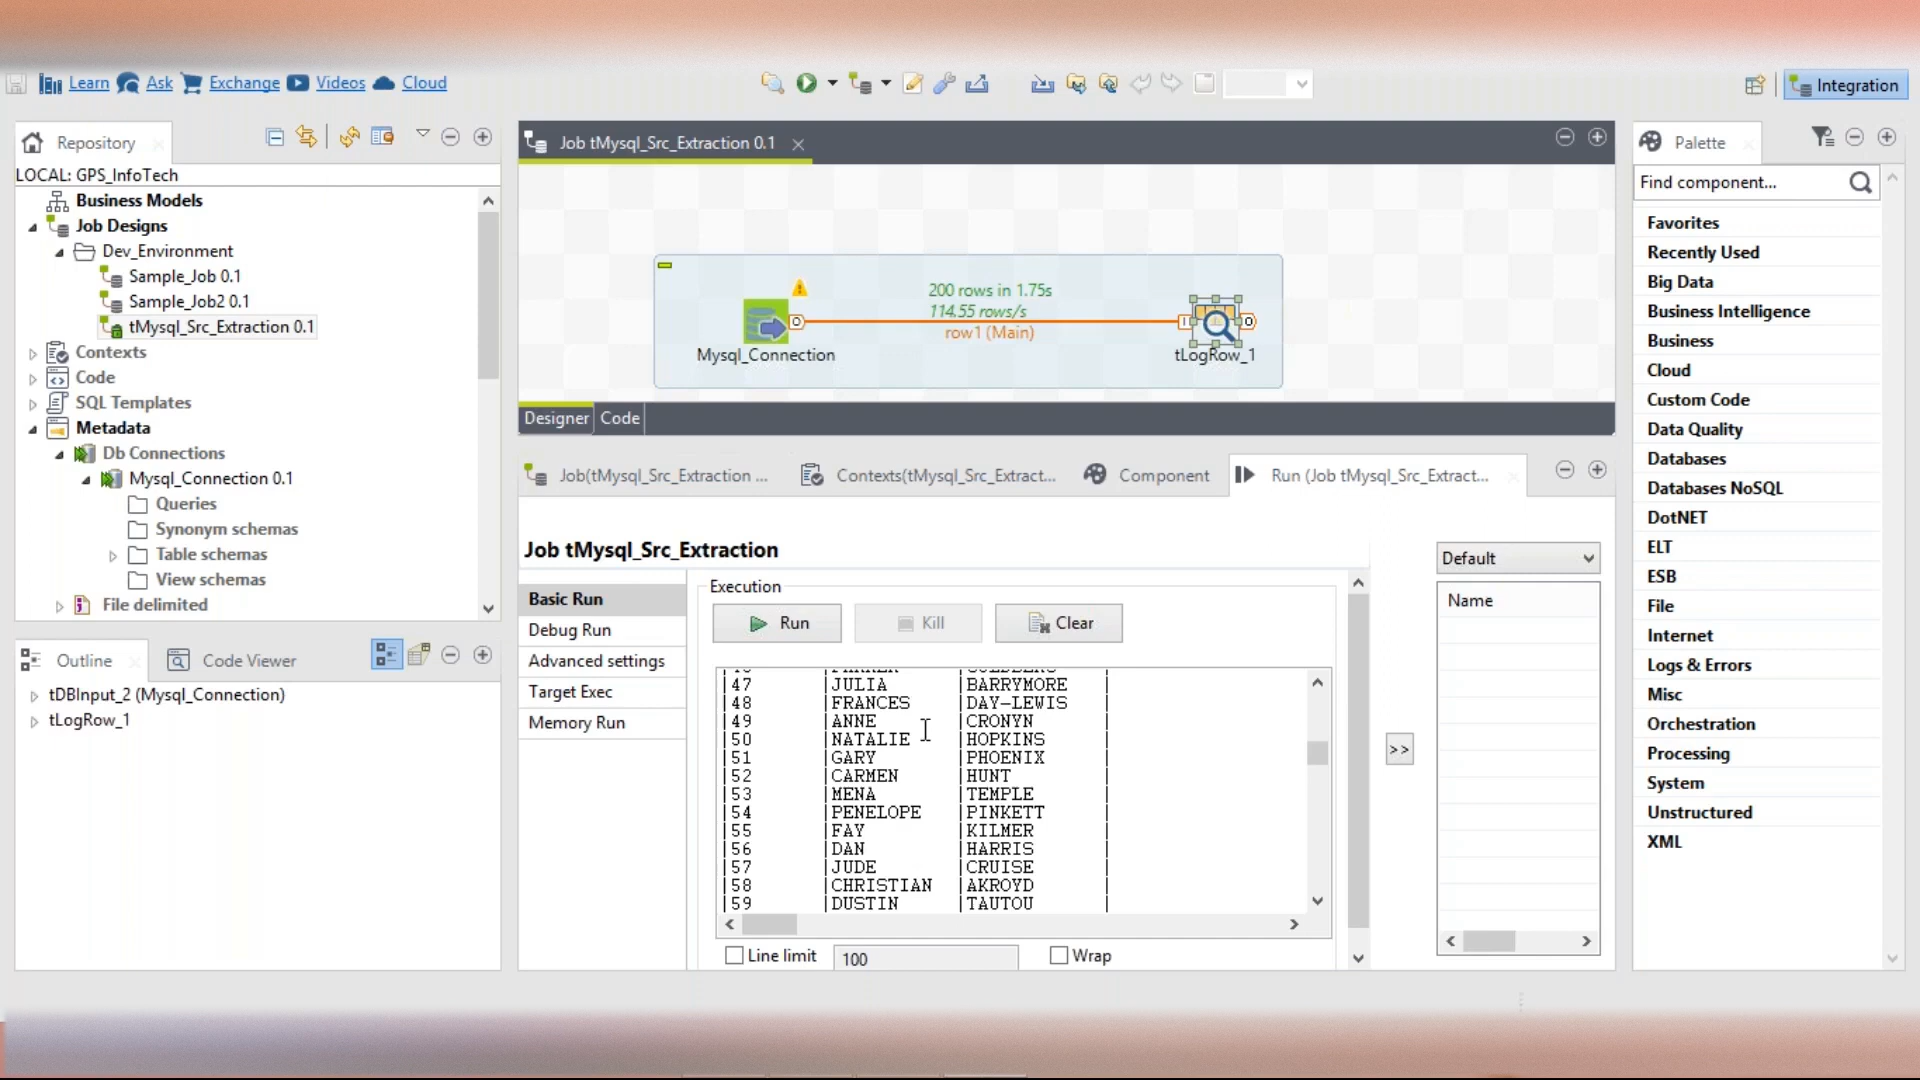 Learn Ask Exchange Videos Cloud
Integration
Repository
LOCAL: GPS_InfoTech
Business Models
Job Designs
Dev_Environment
Sample_Job 0.1
Sample_Job2 0.1
tMysql_Src_Extraction 0.1
Contexts
Code
SQL Templates
Metadata
Db Connections
Mysql_Connection 0.1
Queries
Synonym schemas
Table schemas
View schemas
File delimited
Outline
Code Viewer
tDBInput_2 (Mysql_Connection)
tLogRow_1
Job tMysql_Src_Extraction 0.1
200 rows in 1.75s
114.55 rows/s
row1 (Main)
Mysql_Connection
tLogRow_1
Designer Code
Job(tMysql_Src_Extraction ...
Contexts(tMysql_Src_Extract...
Component
Run (Job tMysql_Src_Extract...
Job tMysql_Src_Extraction
Basic Run
Debug Run
Advanced settings
Target Exec
Memory Run
Execution
Run
Kill
Clear
|47 |JULIA |BARRYMORE |
|48 |FRANCES |DAY-LEWIS |
|49 |ANNE |CRONYN |
|50 |NATALIE |HOPKINS |
|51 |GARY |PHOENIX |
|52 |CARMEN |HUNT |
|53 |MENA |TEMPLE |
|54 |PENELOPE |PINKETT |
|55 |FAY |KILMER |
|56 |DAN |HARRIS |
|57 |JUDE |CRUISE |
|58 |CHRISTIAN |AKROYD |
|59 |DUSTIN |TAUTOU |
Line limit 100
Wrap
>>
Default
Name
Palette
Find component...
Favorites
Recently Used
Big Data
Business Intelligence
Business
Cloud
Custom Code
Data Quality
Databases
Databases NoSQL
DotNET
ELT
ESB
File
Internet
Logs & Errors
Misc
Orchestration
Processing
System
Unstructured
XML